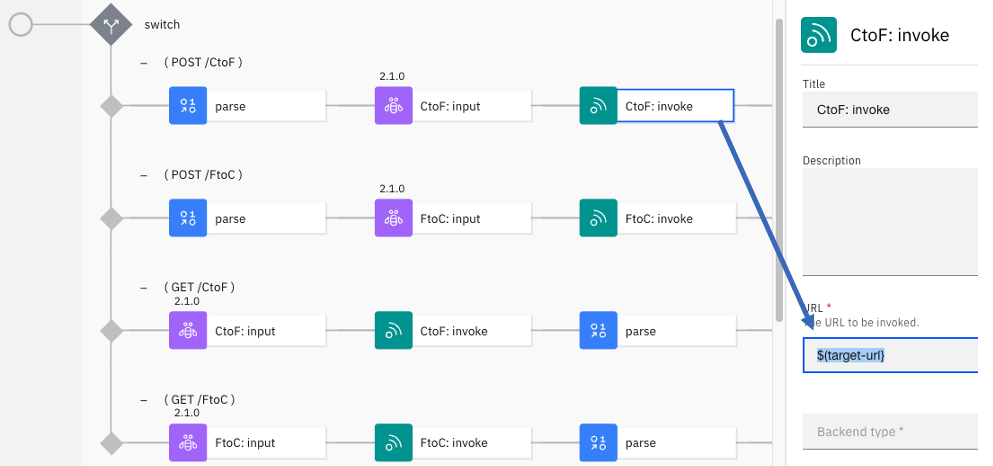 switch
CtoF: invoke
( POST /CtoF )
2.1.0
parse
CtoF: input
CtoF: invoke
Title
CtoF: invoke
Description
( POST /FtoC )
2.1.0
parse
FtoC: input
FtoC: invoke
( GET /CtoF )
2.1.0
CtoF: input
CtoF: invoke
parse
URL *
The URL to be invoked.
$(target-url}
( GET /FtoC )
2.1.0
FtoC: input
FtoC: invoke
parse
Backend type *